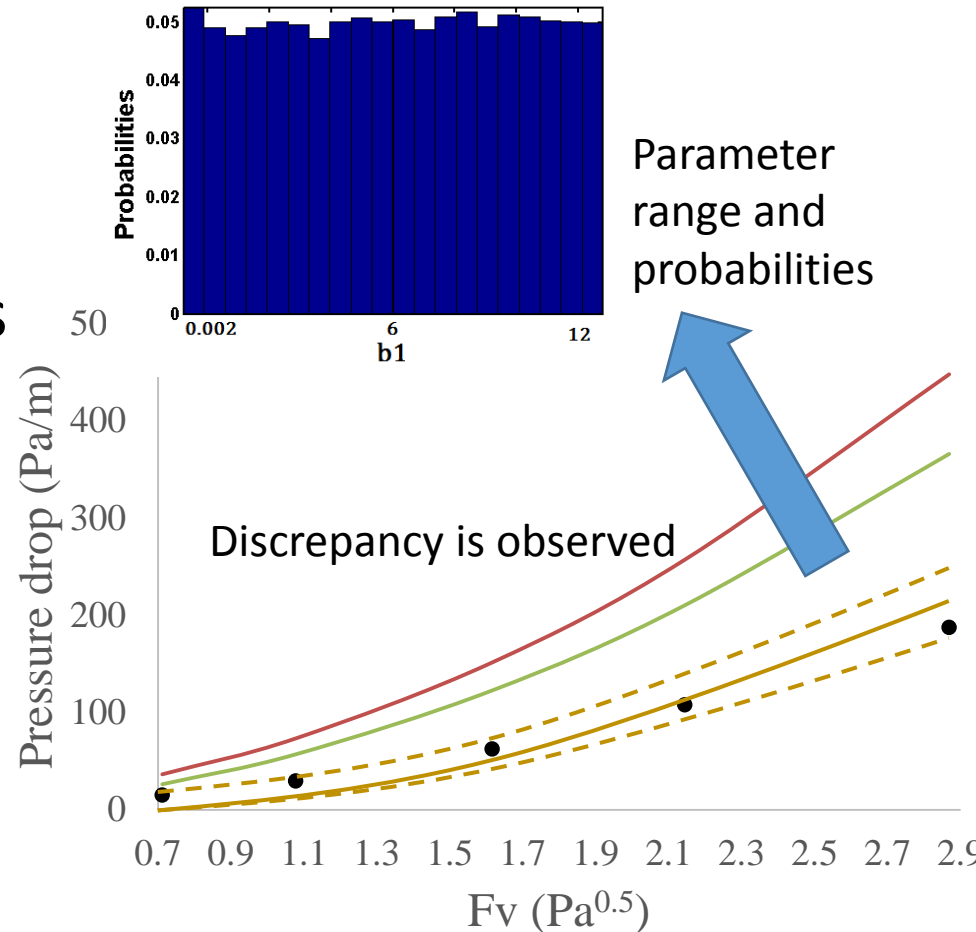 0.05
0.04
0.03
0.02
0.01
0
Probabilities
0.002 6 12
b1
Parameter
range and
probabilities
s
50
400
300
200
100
0
Pressure drop (Pa/m)
Discrepancy is observed
0.7 0.9 1.1 1.3 1.5 1.7 1.9 2.1 2.3 2.5 2.7 2.9
Fv (Pa0.5)